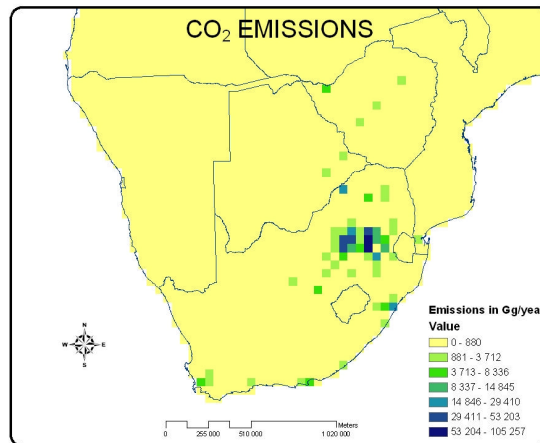 CO₂ EMISSIONS
N
W E
S
Emissions in Gg/yea
Value
0 - 880
881 - 3 712
3 713 - 8 336
8 337 - 14 845
14 846 - 29 410
29 411 - 53 203
53 204 - 105 257
Meters
0 255 000 510 000 1 020 000